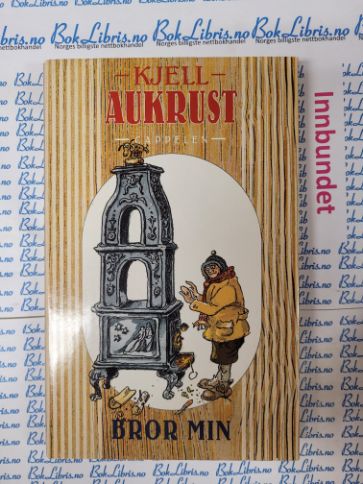 BokLibris.no
Norges billigste nettbokhandel
KJELL
AUKRUST
CAPPELEN
BROR MIN
Innbundet